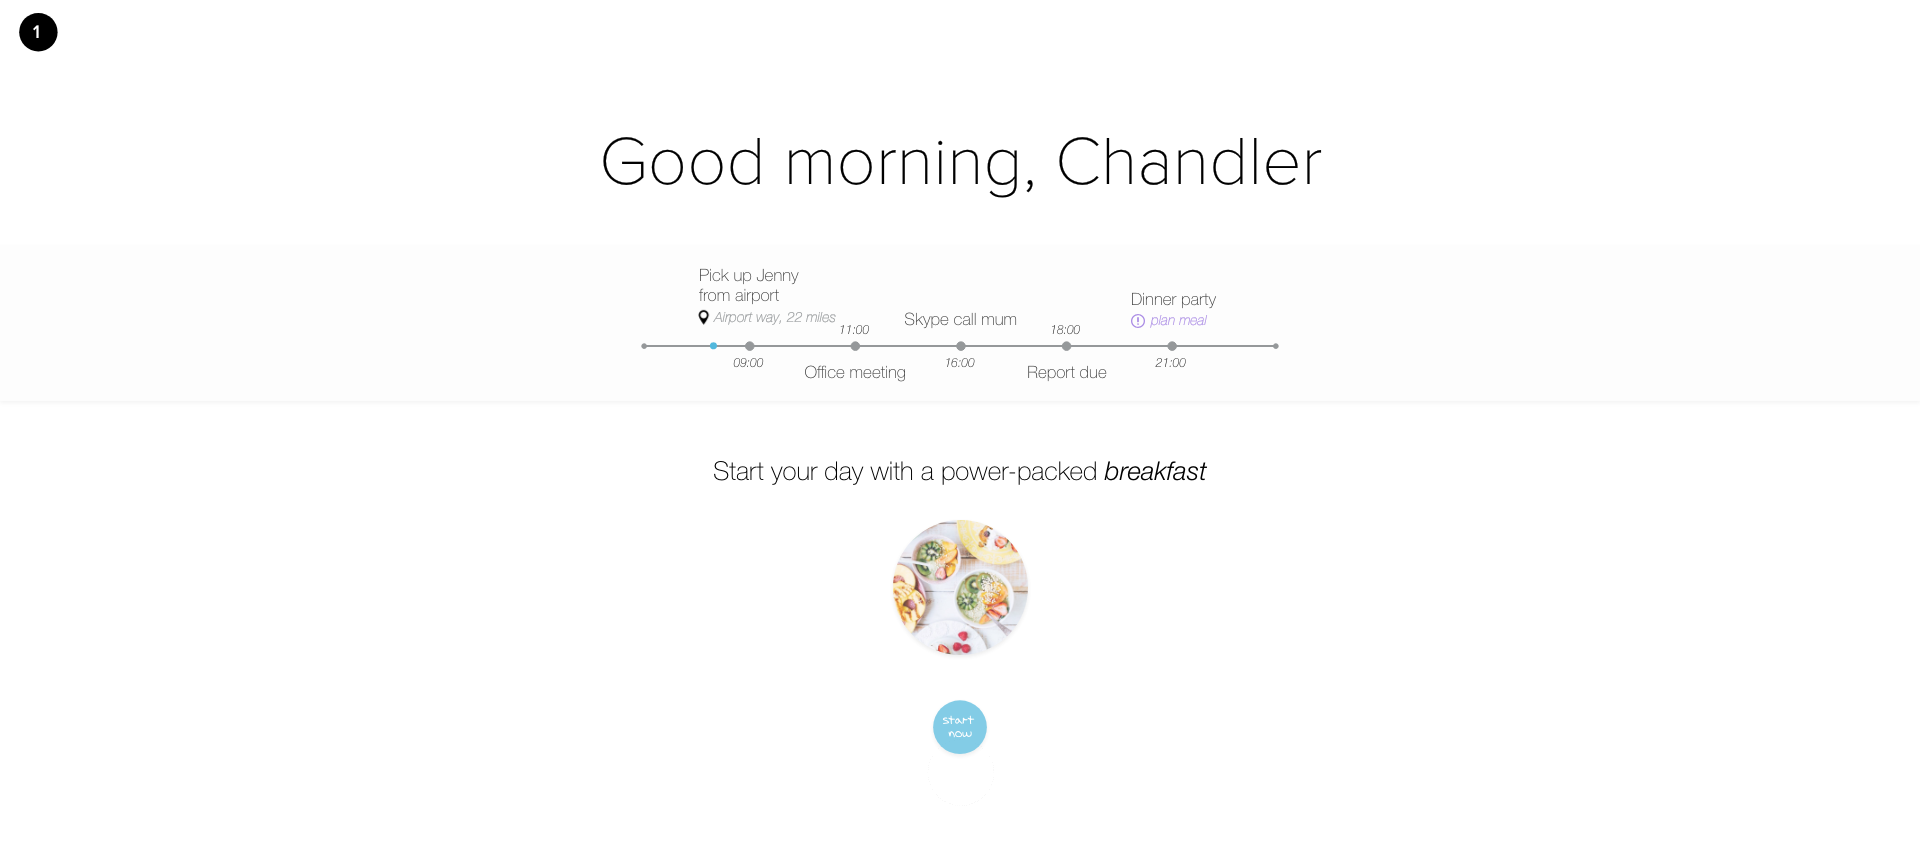 1
Good morning, Chandler
Pick up Jenny
from airport
Airport way, 22 miles
11:00
Skype call mum
18:00
Dinner party
plan meal
09:00
Office meeting
16:00
Report due
21:00
Start your day with a power-packed breakfast
start
now